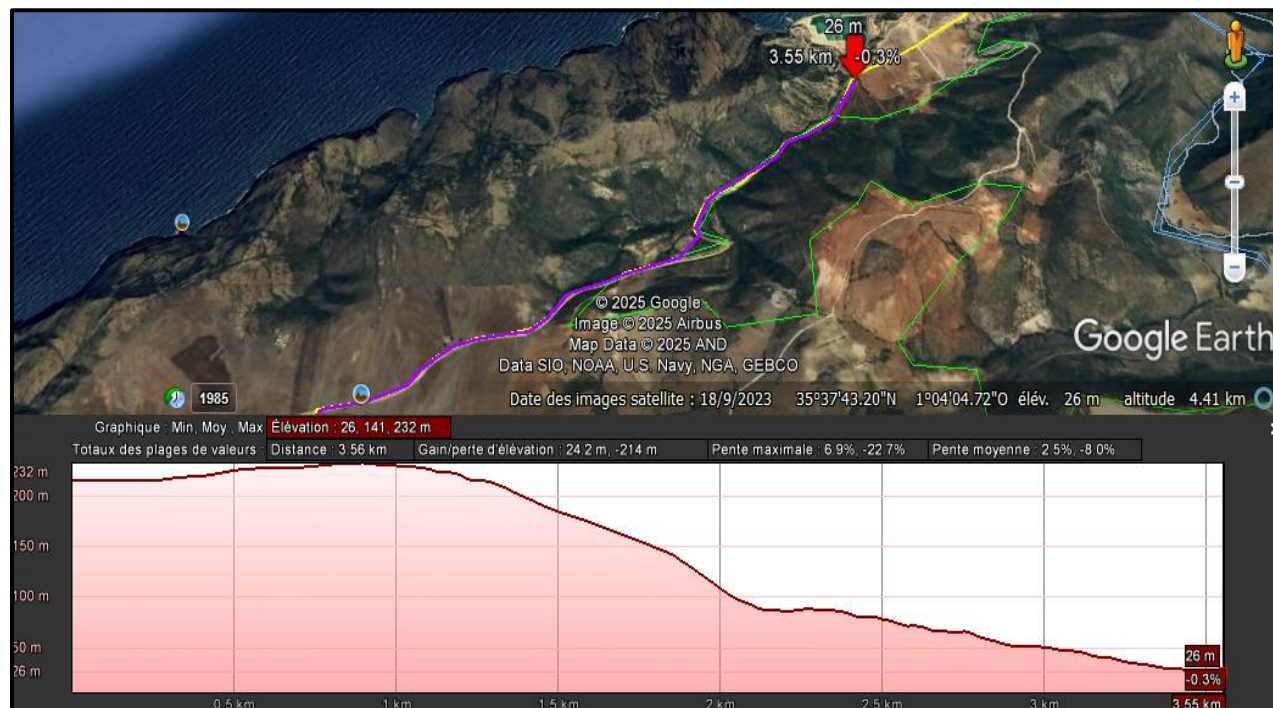 26 m
3.55 km -0.3%
© 2025 Google
Image © 2025 Airbus
Map Data © 2025 AND
Data SIO, NOAA, U.S. Navy, NGA, GEBCO
Google Earth
1985
Date des images satellite : 18/9/2023 35°37'43.20"N 1°04'04.72"O élév. 26 m altitude 4.41 km
Graphique : Min, Moy., Max Élévation : 26, 141, 232 m
Totaux des plages de valeurs : Distance : 3.56 km Gain/perte d'élévation : 24.2 m, -214 m Pente maximale : 6.9%, -22.7% Pente moyenne : 2.5%, -8.0%
232 m
200 m
150 m
100 m
50 m
26 m
26 m
-0.3%
0.5 km 1 km 1.5 km 2 km 2.5 km 3 km 3.55 km